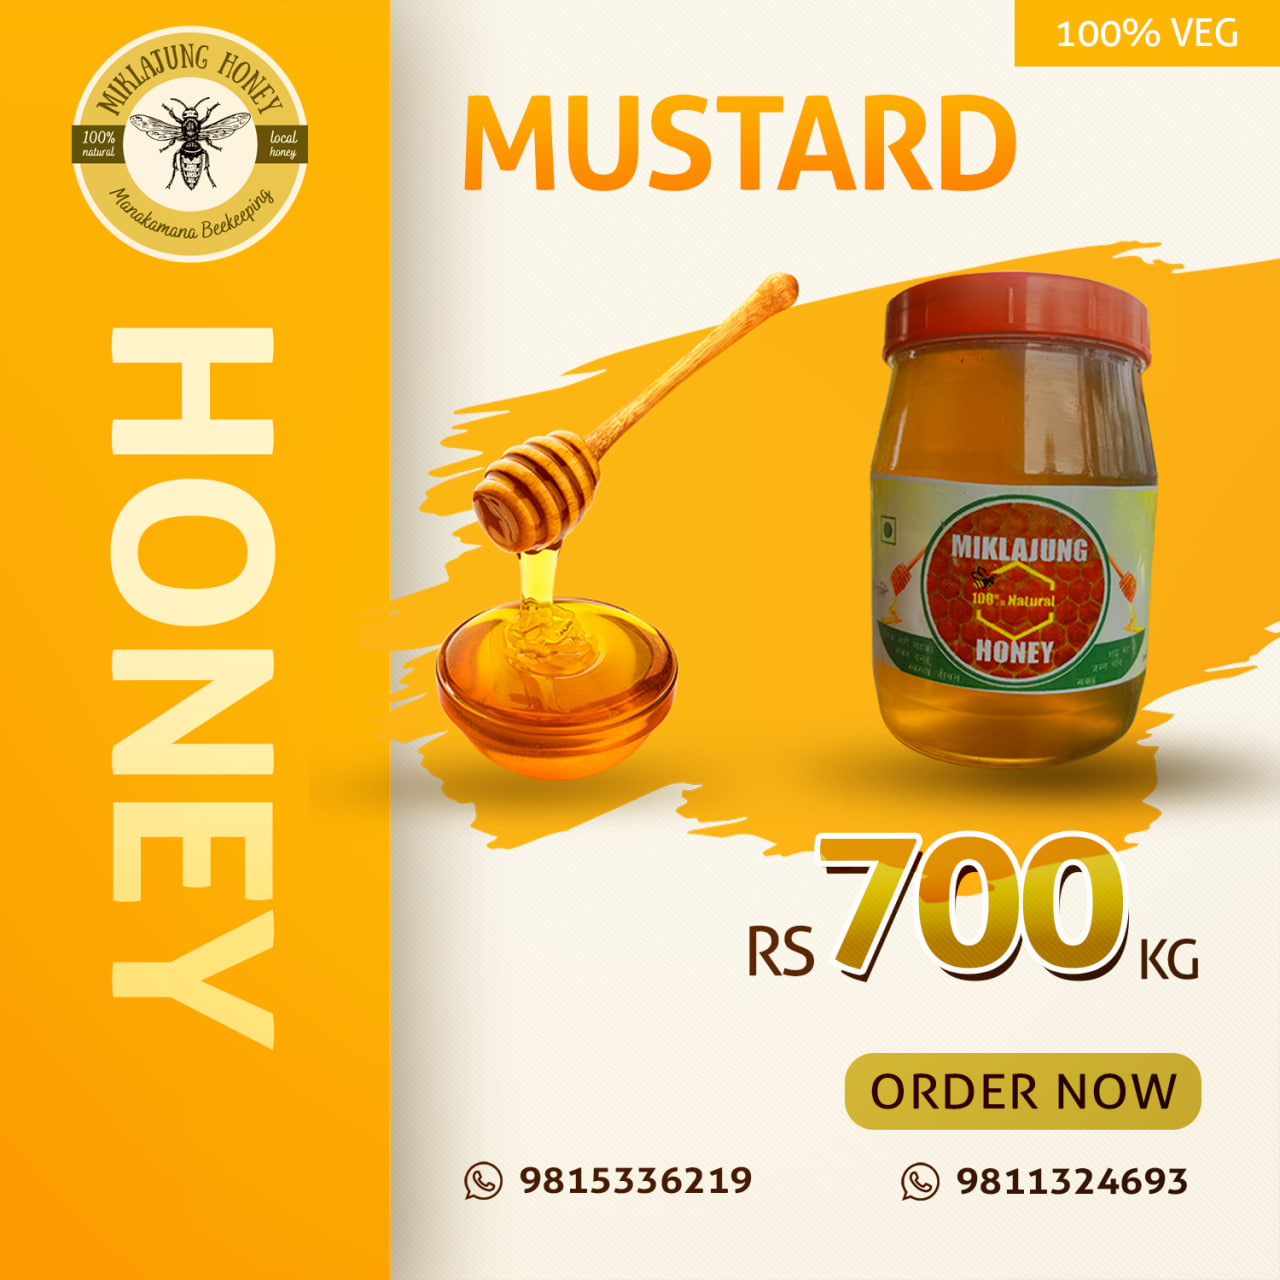 MIKLAJUNG HONEY
100% natural
local honey
Manakamana Beekeeping
100% VEG
MUSTARD
HONEY
MIKLAJUNG
100% Natural
HONEY
RS 700 KG
ORDER NOW
9815336219
9811324693